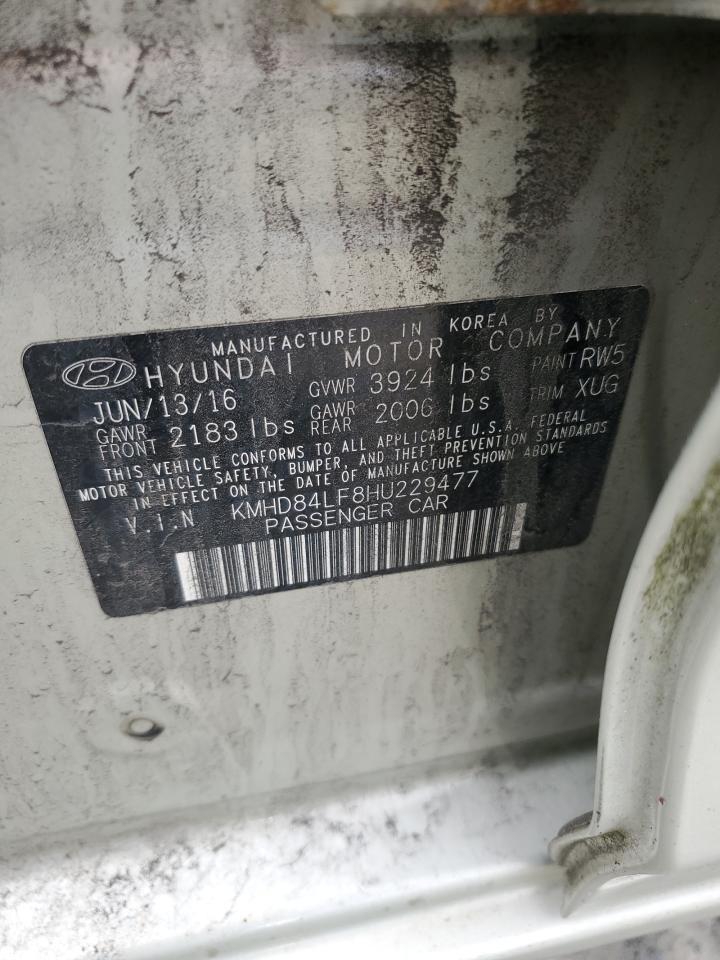 MANUFACTURED IN KOREA BY
HYUNDAI MOTOR COMPANY
JUN/13/16 GVWR 3924 lbs PAINT RW5
GAWR FRONT 2183 lbs GAWR REAR 2006 lbs TRIM XUG
THIS VEHICLE CONFORMS TO ALL APPLICABLE U.S.A. FEDERAL
MOTOR VEHICLE SAFETY, BUMPER, AND THEFT PREVENTION STANDARDS
IN EFFECT ON THE DATE OF MANUFACTURE SHOWN ABOVE
V.I.N KMHD84LF8HU229477
PASSENGER CAR